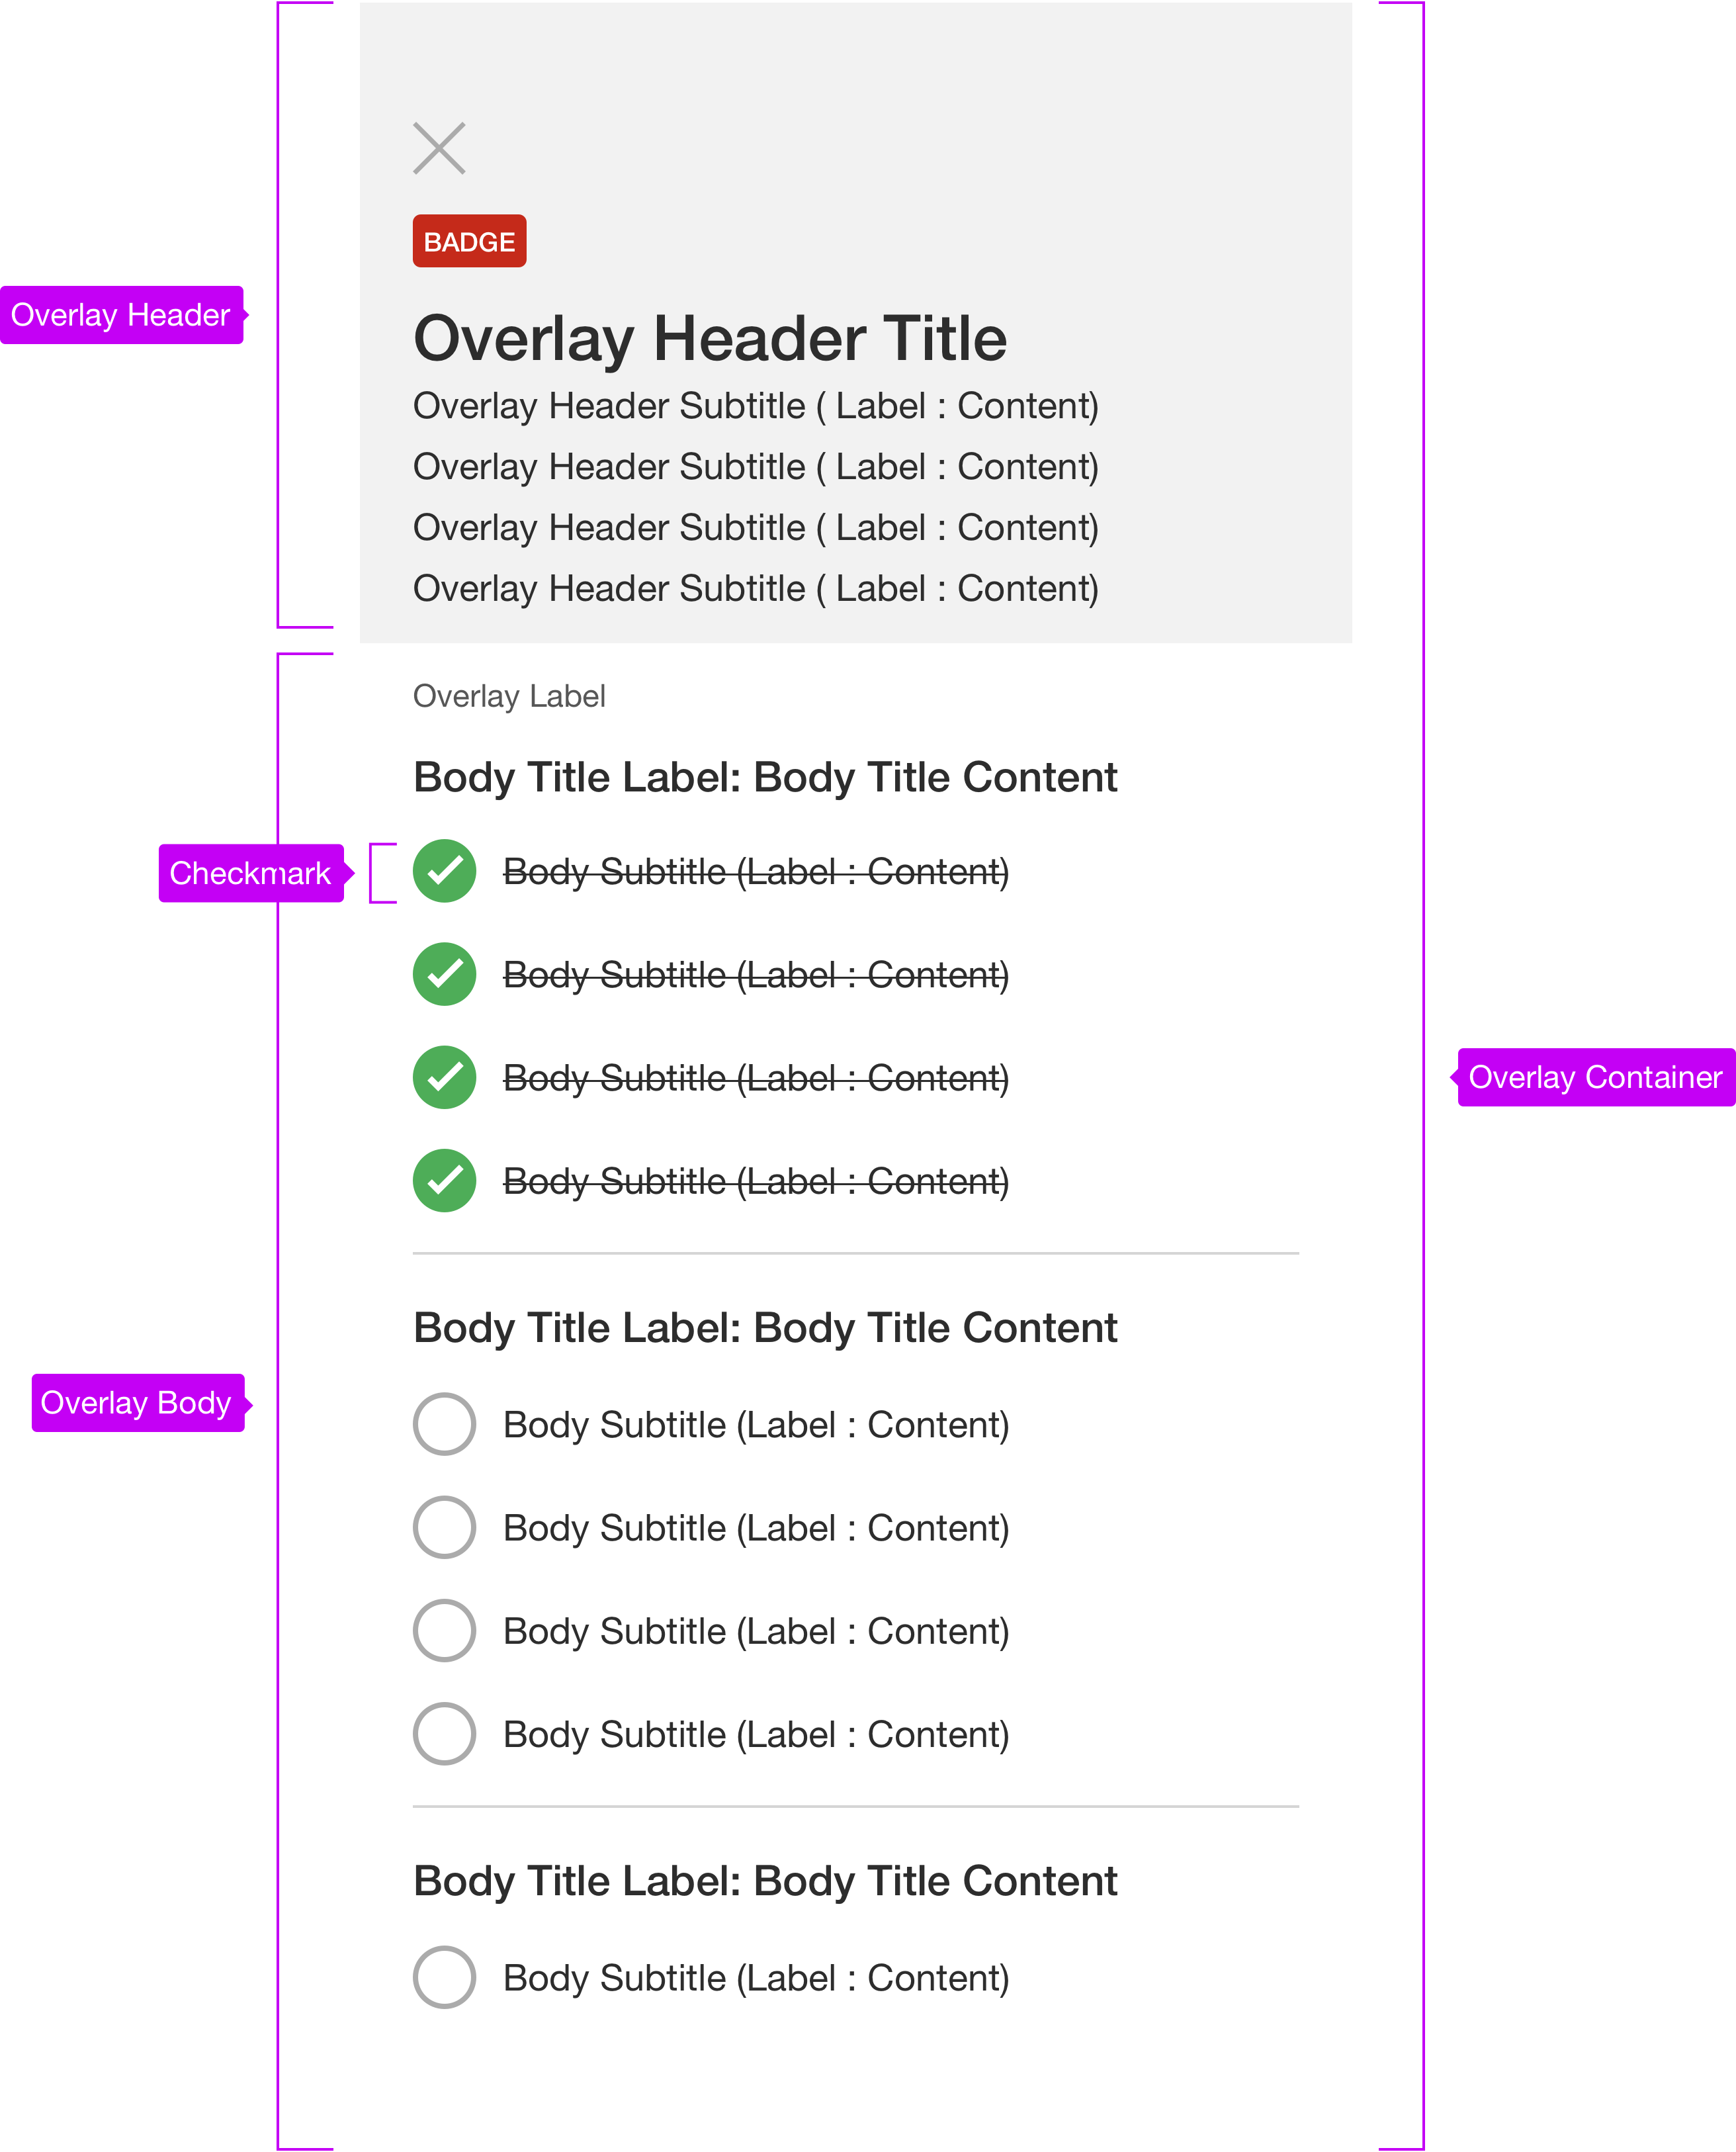 BADGE
Overlay Header
Overlay Header Title
Overlay Header Subtitle ( Label : Content)
Overlay Header Subtitle ( Label : Content)
Overlay Header Subtitle ( Label : Content)
Overlay Header Subtitle ( Label : Content)
Overlay Label
Body Title Label: Body Title Content
Checkmark
Body Subtitle (Label : Content)
Body Subtitle (Label : Content)
Body Subtitle (Label : Content)
Overlay Container
Body Subtitle (Label : Content)
Body Title Label: Body Title Content
Overlay Body
Body Subtitle (Label : Content)
Body Subtitle (Label : Content)
Body Subtitle (Label : Content)
Body Subtitle (Label : Content)
Body Title Label: Body Title Content
Body Subtitle (Label : Content)